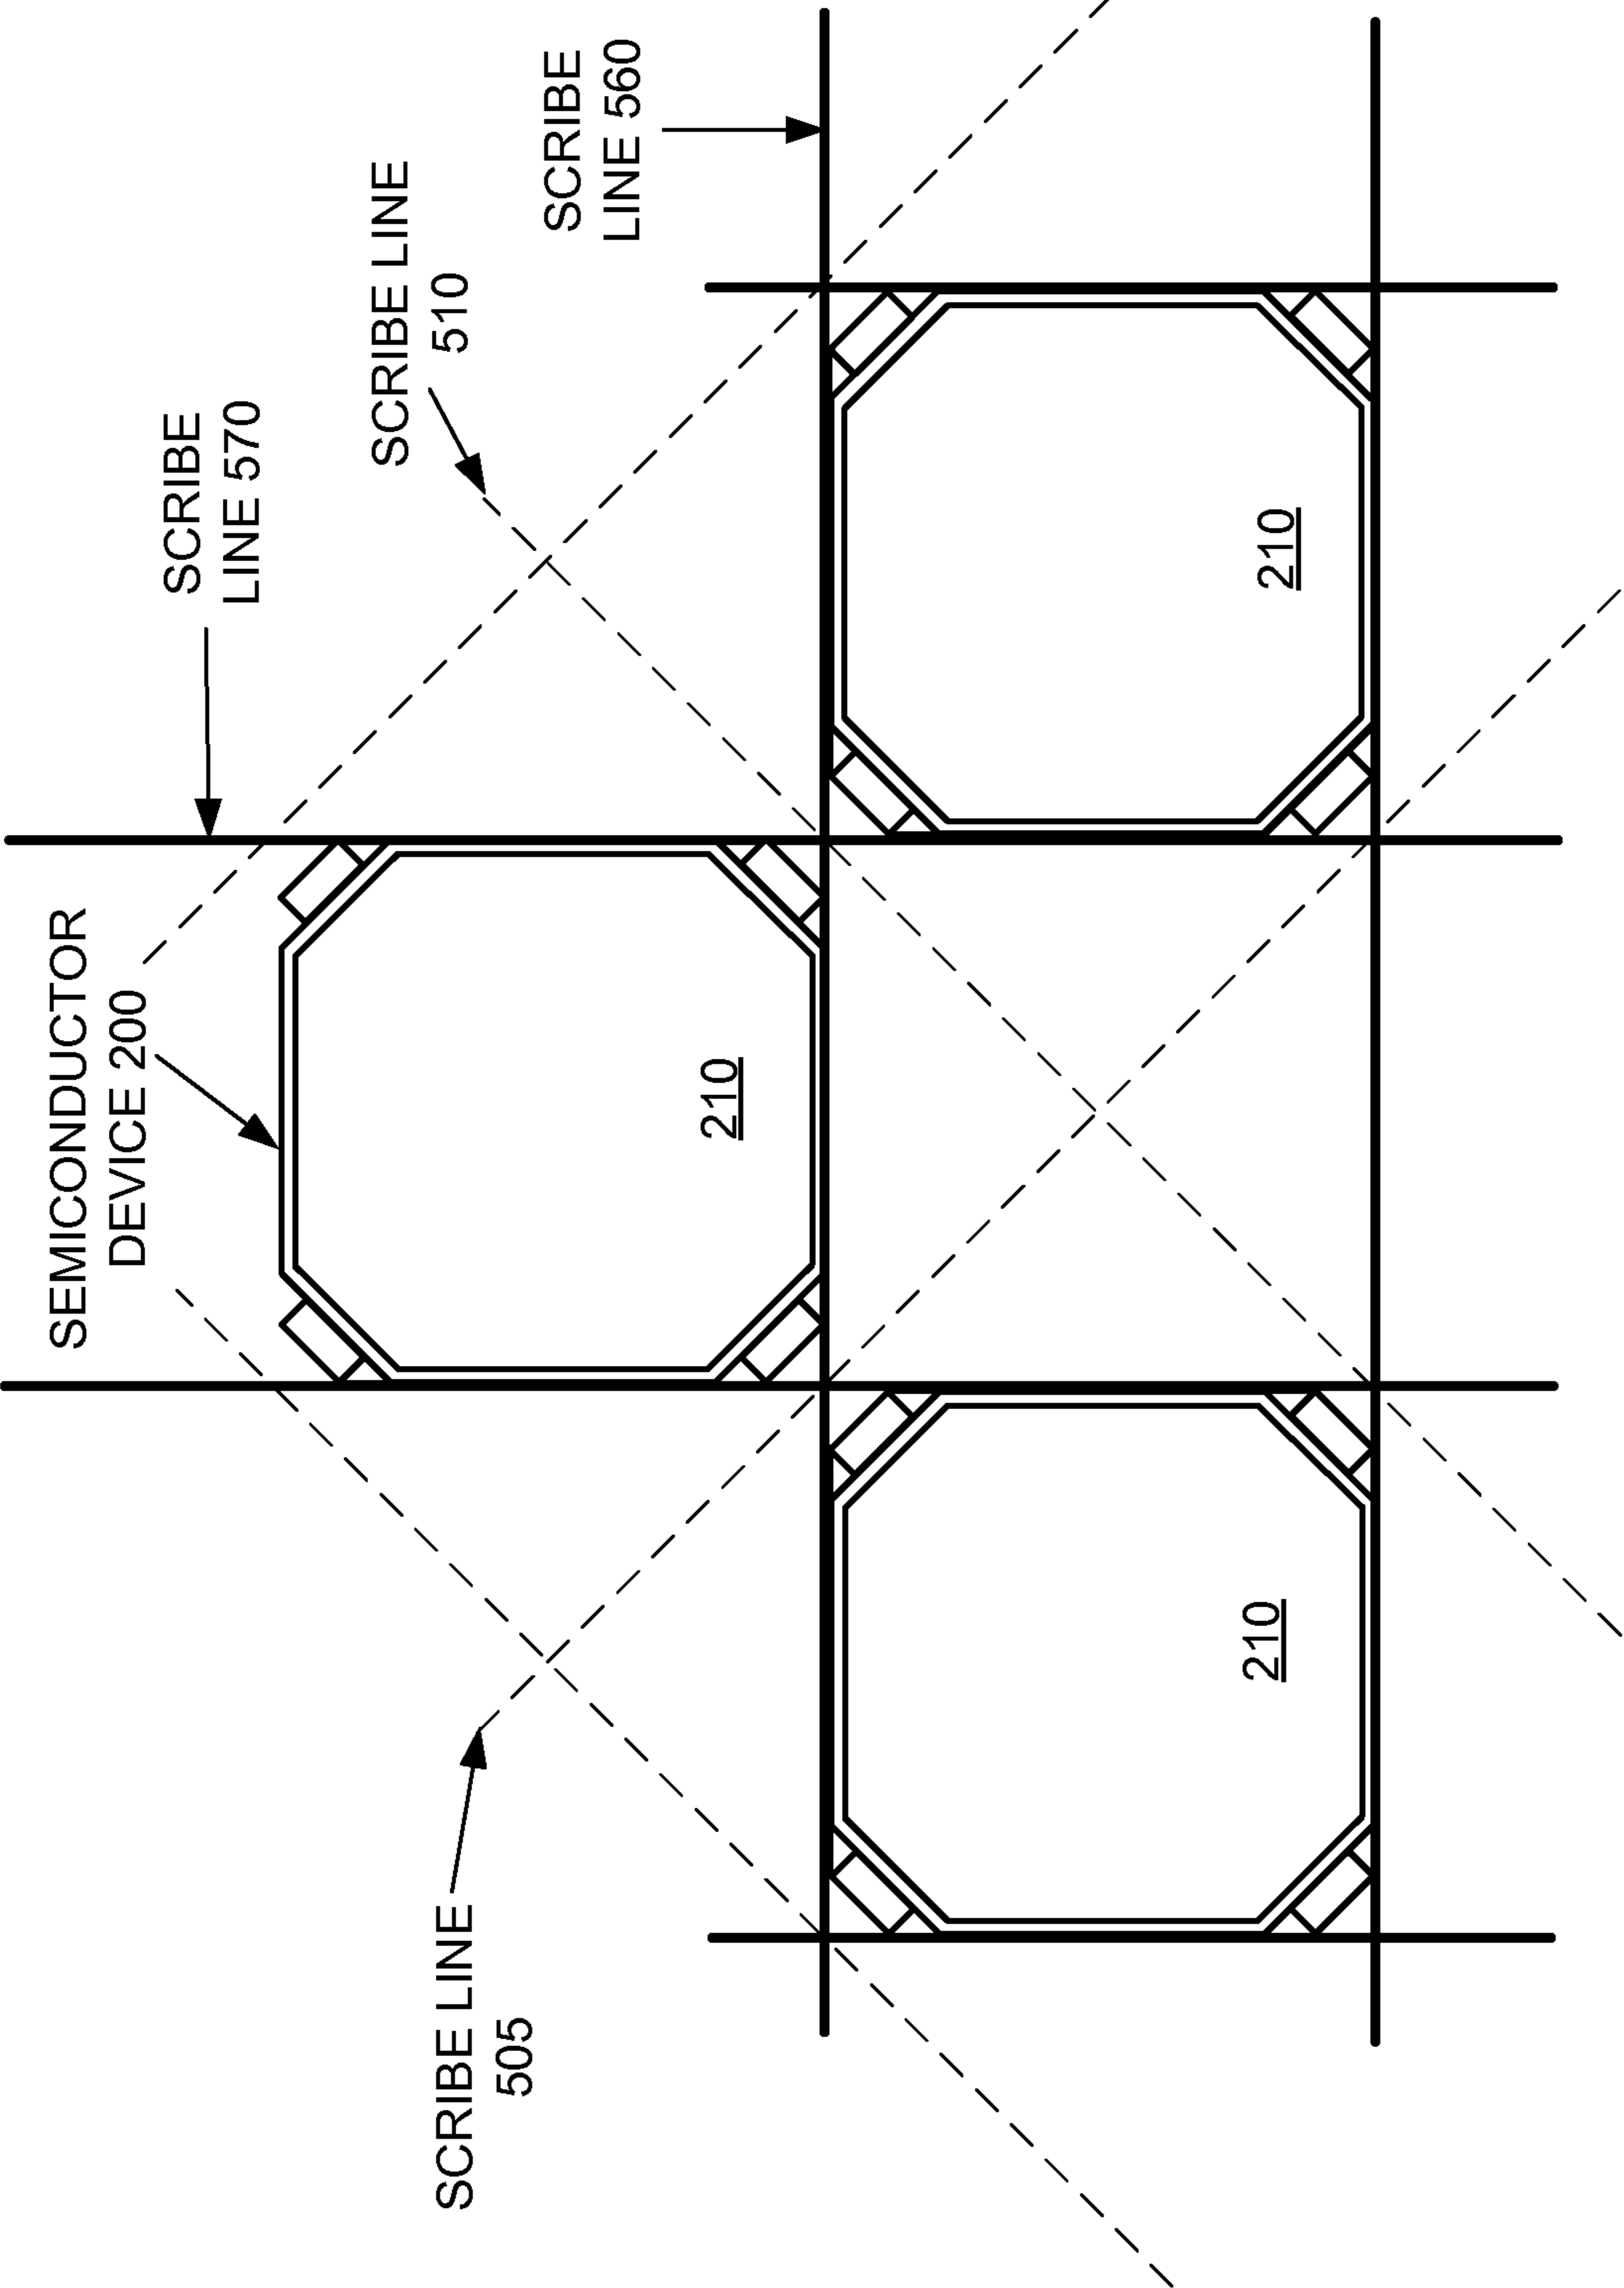 SEMICONDUCTOR
DEVICE 200
SCRIBE
LINE 570
SCRIBE LINE
510
SCRIBE LINE
505
SCRIBE
LINE 560
210
210
210